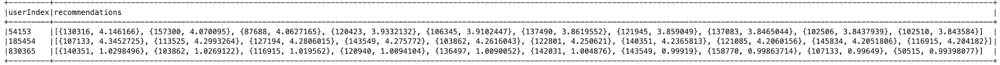 |userIndex|recommendations|
|54153 |[{130316, 4.146166}, {157300, 4.070095}, {87688, 4.0627165}, {120423, 3.9332132}, {106345, 3.9102447}, {137490, 3.8619552}, {121945, 3.859049}, {137083, 3.8465044}, {102506, 3.8437939}, {102510, 3.843584}] |
|185454 |[{107133, 4.3452725}, {113525, 4.2993264}, {127194, 4.2806015}, {143549, 4.275772}, {103862, 4.2616043}, {122801, 4.250621}, {140351, 4.2365813}, {121085, 4.2060156}, {145834, 4.2051806}, {116915, 4.204182}]|
|830365 |[{140351, 1.0298496}, {103862, 1.0269122}, {116915, 1.019562}, {120940, 1.0094104}, {136497, 1.0090052}, {142031, 1.004876}, {143549, 0.99919}, {158770, 0.99863714}, {107133, 0.99649}, {50515, 0.99398077}] |